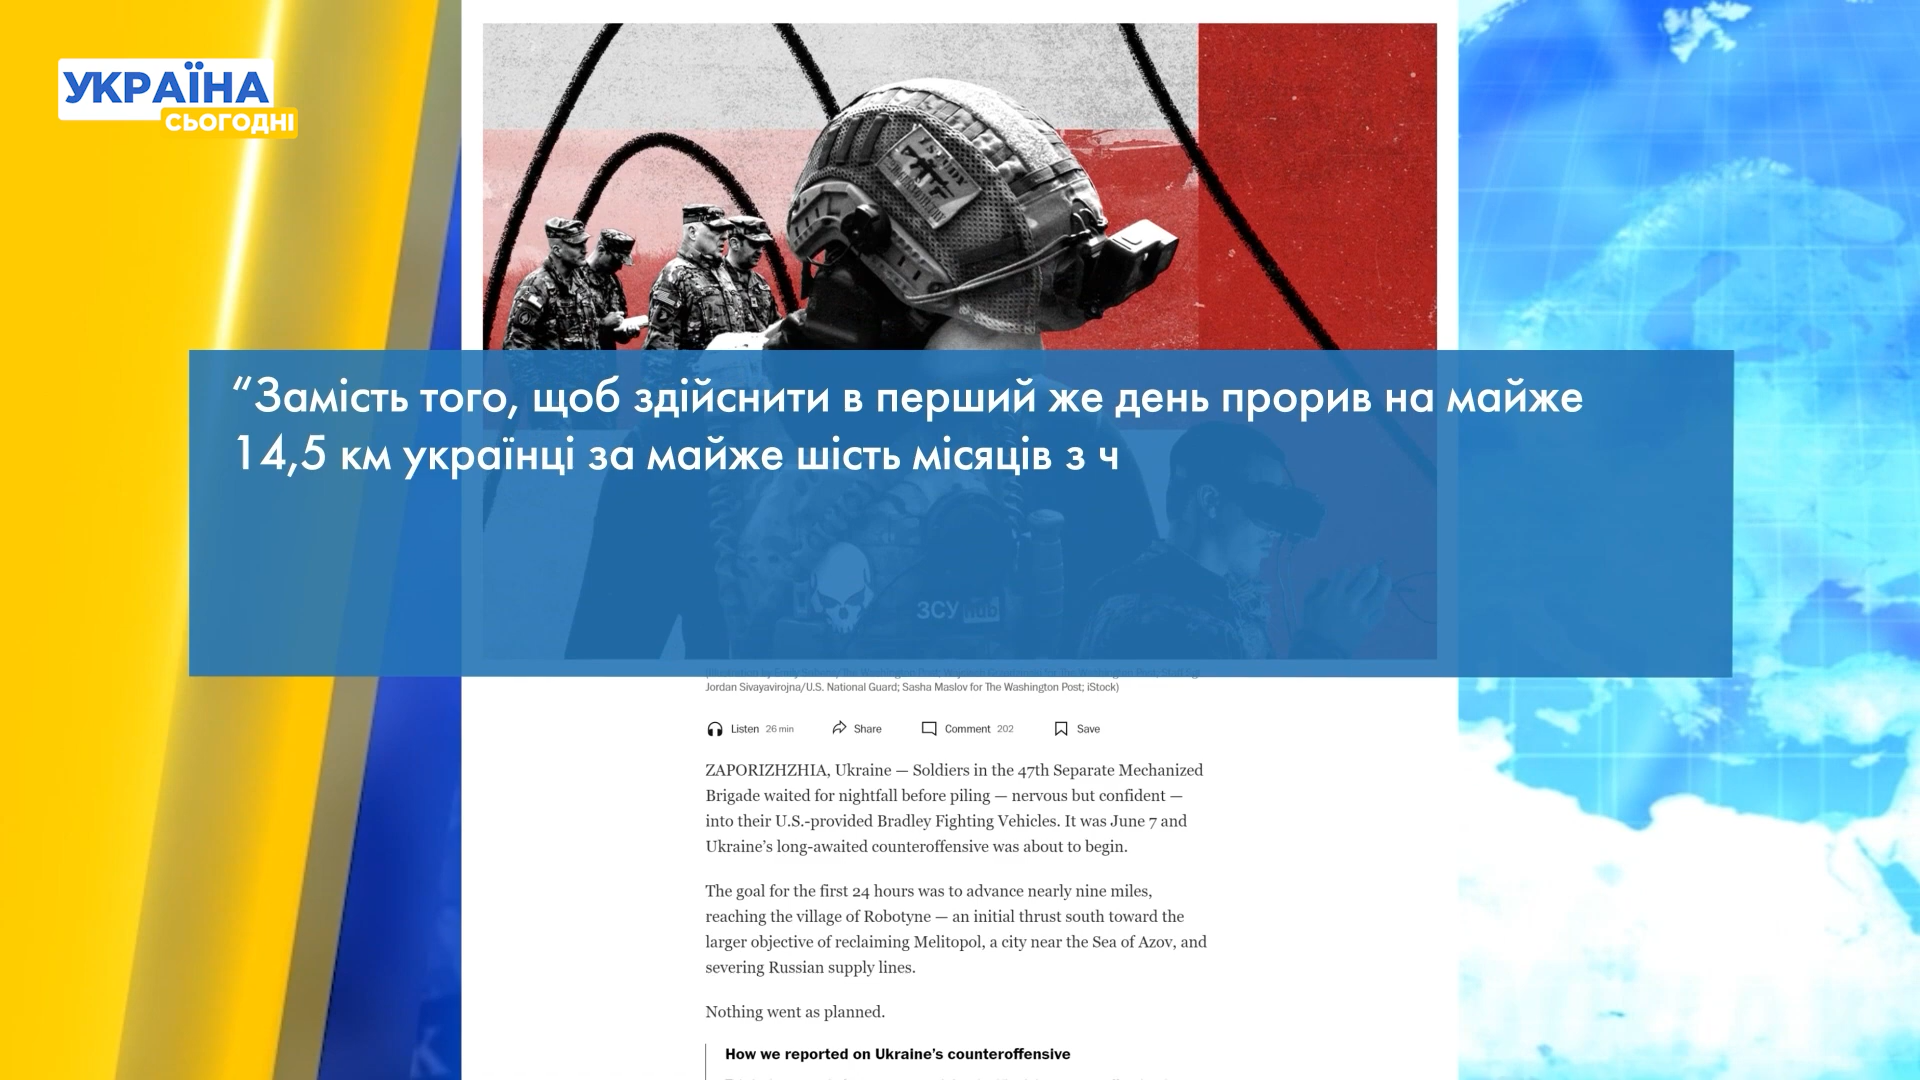 УКРАЇНА
СЬОГОДНІ
“Замість того, щоб здійснити в перший же день прорив на майже
14,5 км українці за майже шість місяців з ч
ЗСУ hub
Jordan Sivayavirojna/U.S. National Guard; Sasha Maslov for The Washington Post; iStock)
Listen 26 min Share Comment 202 Save
ZAPORIZHZHIA, Ukraine — Soldiers in the 47th Separate Mechanized
Brigade waited for nightfall before piling — nervous but confident —
into their U.S.-provided Bradley Fighting Vehicles. It was June 7 and
Ukraine’s long-awaited counteroffensive was about to begin.
The goal for the first 24 hours was to advance nearly nine miles,
reaching the village of Robotyne — an initial thrust south toward the
larger objective of reclaiming Melitopol, a city near the Sea of Azov, and
severing Russian supply lines.
Nothing went as planned.
How we reported on Ukraine’s counteroffensive